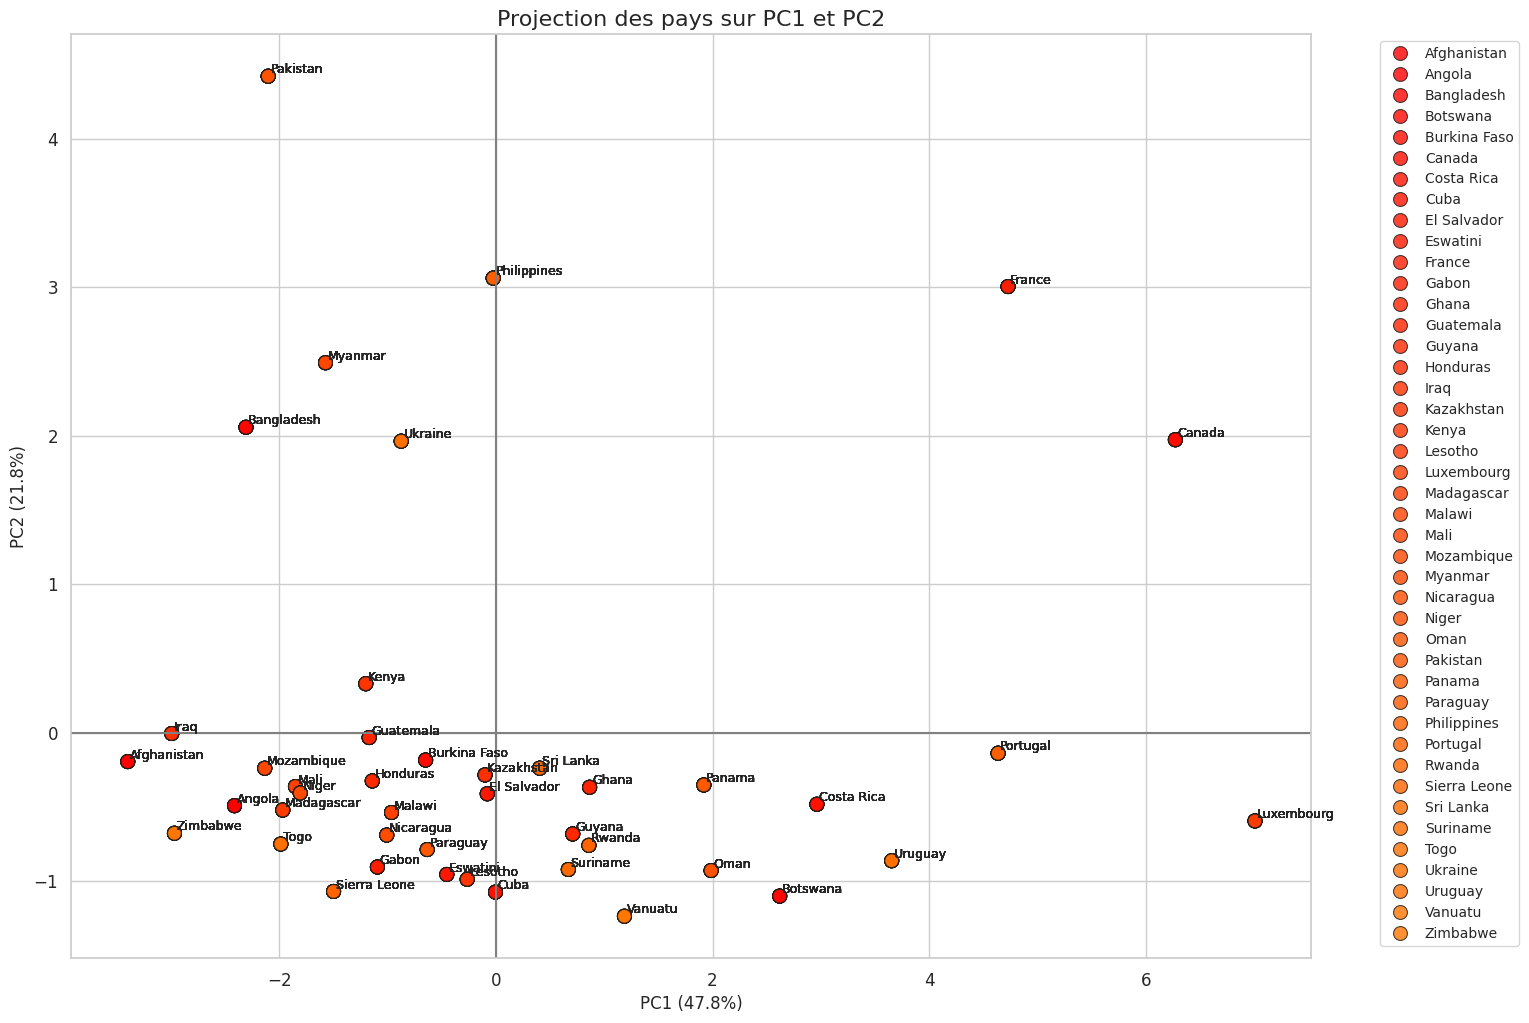 Projection des pays sur PC1 et PC2
PC2 (21.8%)
4
3
2
1
0
−1
Pakistan
Philippines
France
Myanmar
Bangladesh
Ukraine
Canada
Kenya
Iraq
Guatemala
Afghanistan
Burkina Faso
Portugal
Mozambique
Sri Lanka
Kazakhstan
Honduras
Mali
Niger
El Salvador
Ghana
Panama
Angola
Madagascar
Malawi
Costa Rica
Luxembourg
Zimbabwe
Togo
Nicaragua
Guyana
Paraguay
Rwanda
Uruguay
Gabon
Eswatini
Lesotho
Suriname
Oman
Sierra Leone
Cuba
Botswana
Vanuatu
−2
0
2
4
6
PC1 (47.8%)
Afghanistan
Angola
Bangladesh
Botswana
Burkina Faso
Canada
Costa Rica
Cuba
El Salvador
Eswatini
France
Gabon
Ghana
Guatemala
Guyana
Honduras
Iraq
Kazakhstan
Kenya
Lesotho
Luxembourg
Madagascar
Malawi
Mali
Mozambique
Myanmar
Nicaragua
Niger
Oman
Pakistan
Panama
Paraguay
Philippines
Portugal
Rwanda
Sierra Leone
Sri Lanka
Suriname
Togo
Ukraine
Uruguay
Vanuatu
Zimbabwe